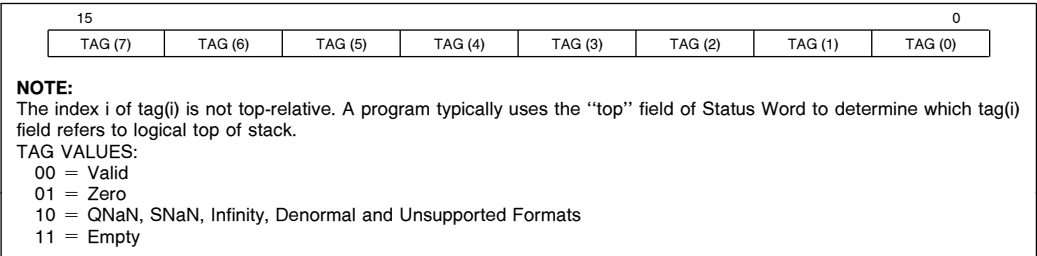 15 0
TAG (7) TAG (6) TAG (5) TAG (4) TAG (3) TAG (2) TAG (1) TAG (0)
NOTE:
The index i of tag(i) is not top-relative. A program typically uses the ‘‘top’’ field of Status Word to determine which tag(i)
field refers to logical top of stack.
TAG VALUES:
00 = Valid
01 = Zero
10 = QNaN, SNaN, Infinity, Denormal and Unsupported Formats
11 = Empty